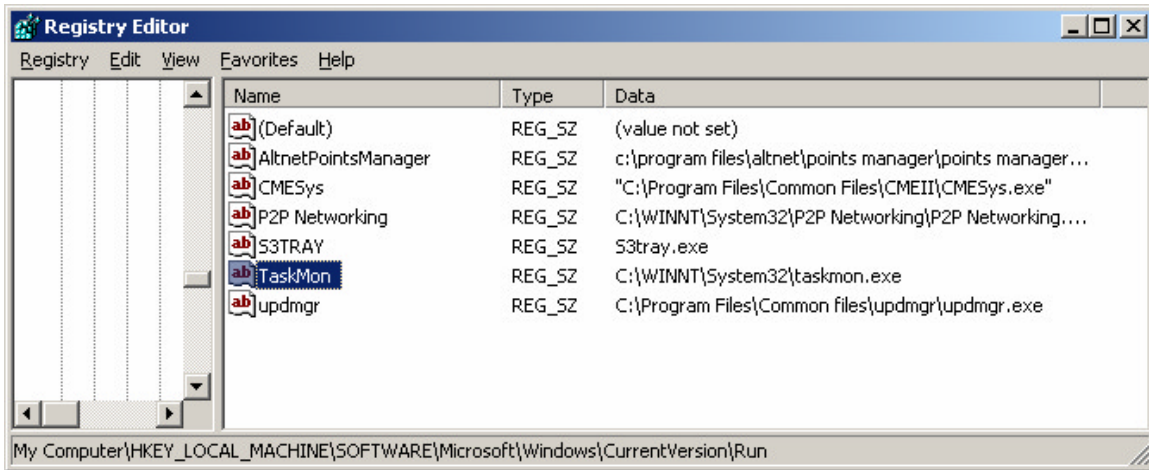 Registry Editor
Registry Edit View Favorites Help
Name Type Data
(Default) REG_SZ (value not set)
AltnetPointsManager REG_SZ c:\program files\altnet\points manager\points manager...
CMESys REG_SZ "C:\Program Files\Common Files\CMEII\CMESys.exe"
P2P Networking REG_SZ C:\WINNT\System32\P2P Networking\P2P Networking....
S3TRAY REG_SZ S3tray.exe
TaskMon REG_SZ C:\WINNT\System32\taskmon.exe
updmgr REG_SZ C:\Program Files\Common files\updmgr\updmgr.exe
My Computer\HKEY_LOCAL_MACHINE\SOFTWARE\Microsoft\Windows\CurrentVersion\Run